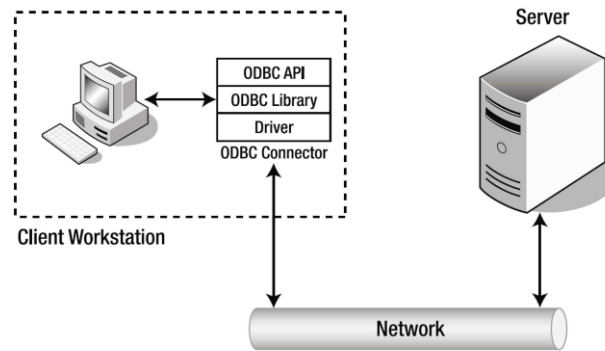 Server
ODBC API
ODBC Library
Driver
ODBC Connector
Client Workstation
Network